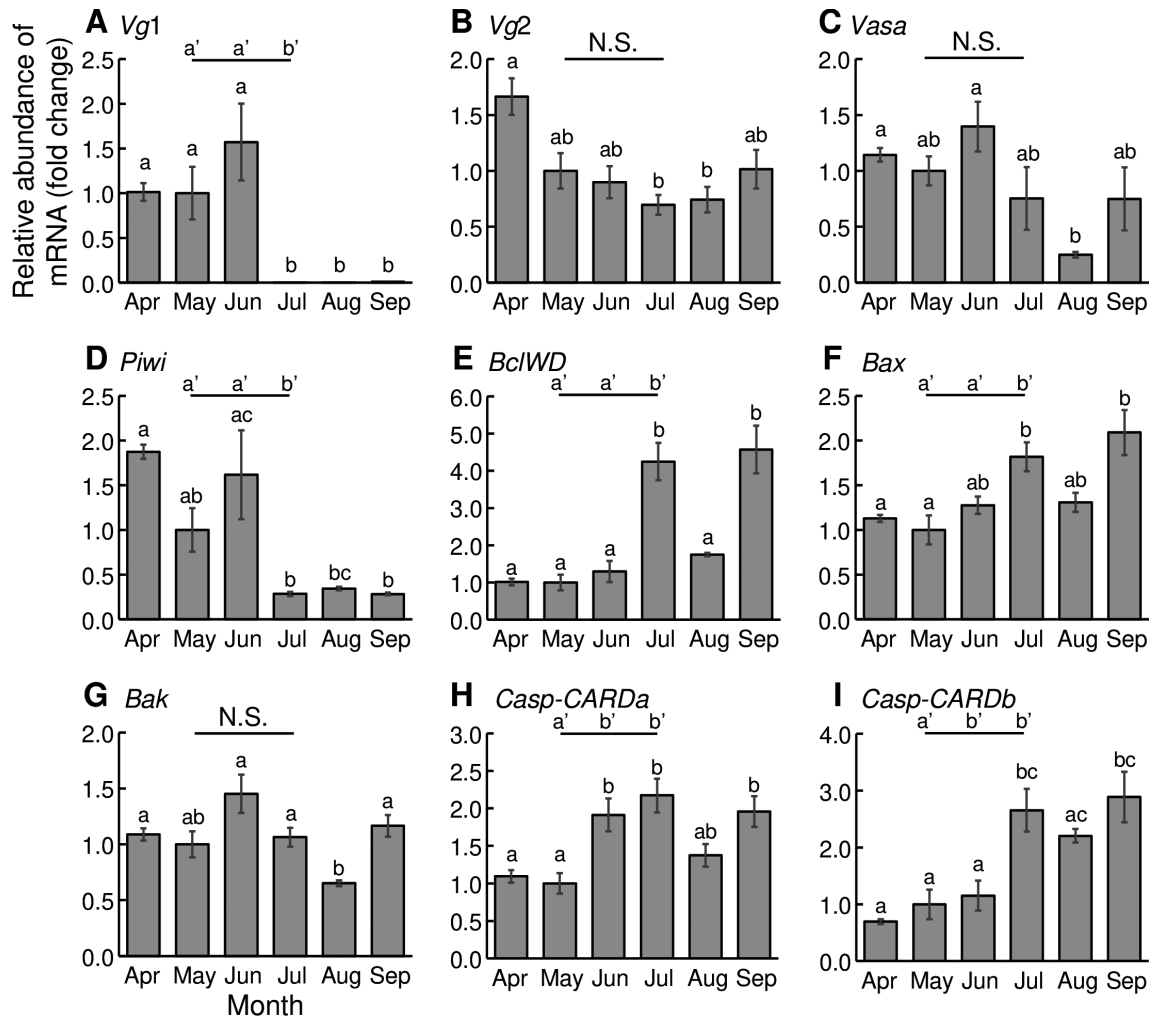 Relative abundance of
mRNA (fold change)
A Vg1
a’ a’ b’
2.5
2.0
1.5
1.0
0.5
0.0
a a a b b b
Apr May Jun Jul Aug Sep
B Vg2
N.S.
2.0
1.5
1.0
0.5
0.0
a ab ab b b ab
Apr May Jun Jul Aug Sep
C Vasa
N.S.
2.0
1.5
1.0
0.5
0.0
a ab a ab b ab
Apr May Jun Jul Aug Sep
D Piwi
a’ a’ b’
2.5
2.0
1.5
1.0
0.5
0.0
a ab ac b bc b
Apr May Jun Jul Aug Sep
E BclWD
a’ a’ b’
6.0
5.0
4.0
3.0
2.0
1.0
0.0
a a a b a b
Apr May Jun Jul Aug Sep
F Bax
a’ a’ b’
2.5
2.0
1.5
1.0
0.5
0.0
a a ab b ab b
Apr May Jun Jul Aug Sep
G Bak
N.S.
2.0
1.5
1.0
0.5
0.0
a ab a a b a
Apr May Jun Jul Aug Sep
Month
H Casp-CARDa
a’ b’ b’
3.0
2.5
2.0
1.5
1.0
0.5
0.0
a a b b ab b
Apr May Jun Jul Aug Sep
I Casp-CARDb
a’ b’ b’
4.0
3.0
2.0
1.0
0.0
a a a bc ac bc
Apr May Jun Jul Aug Sep